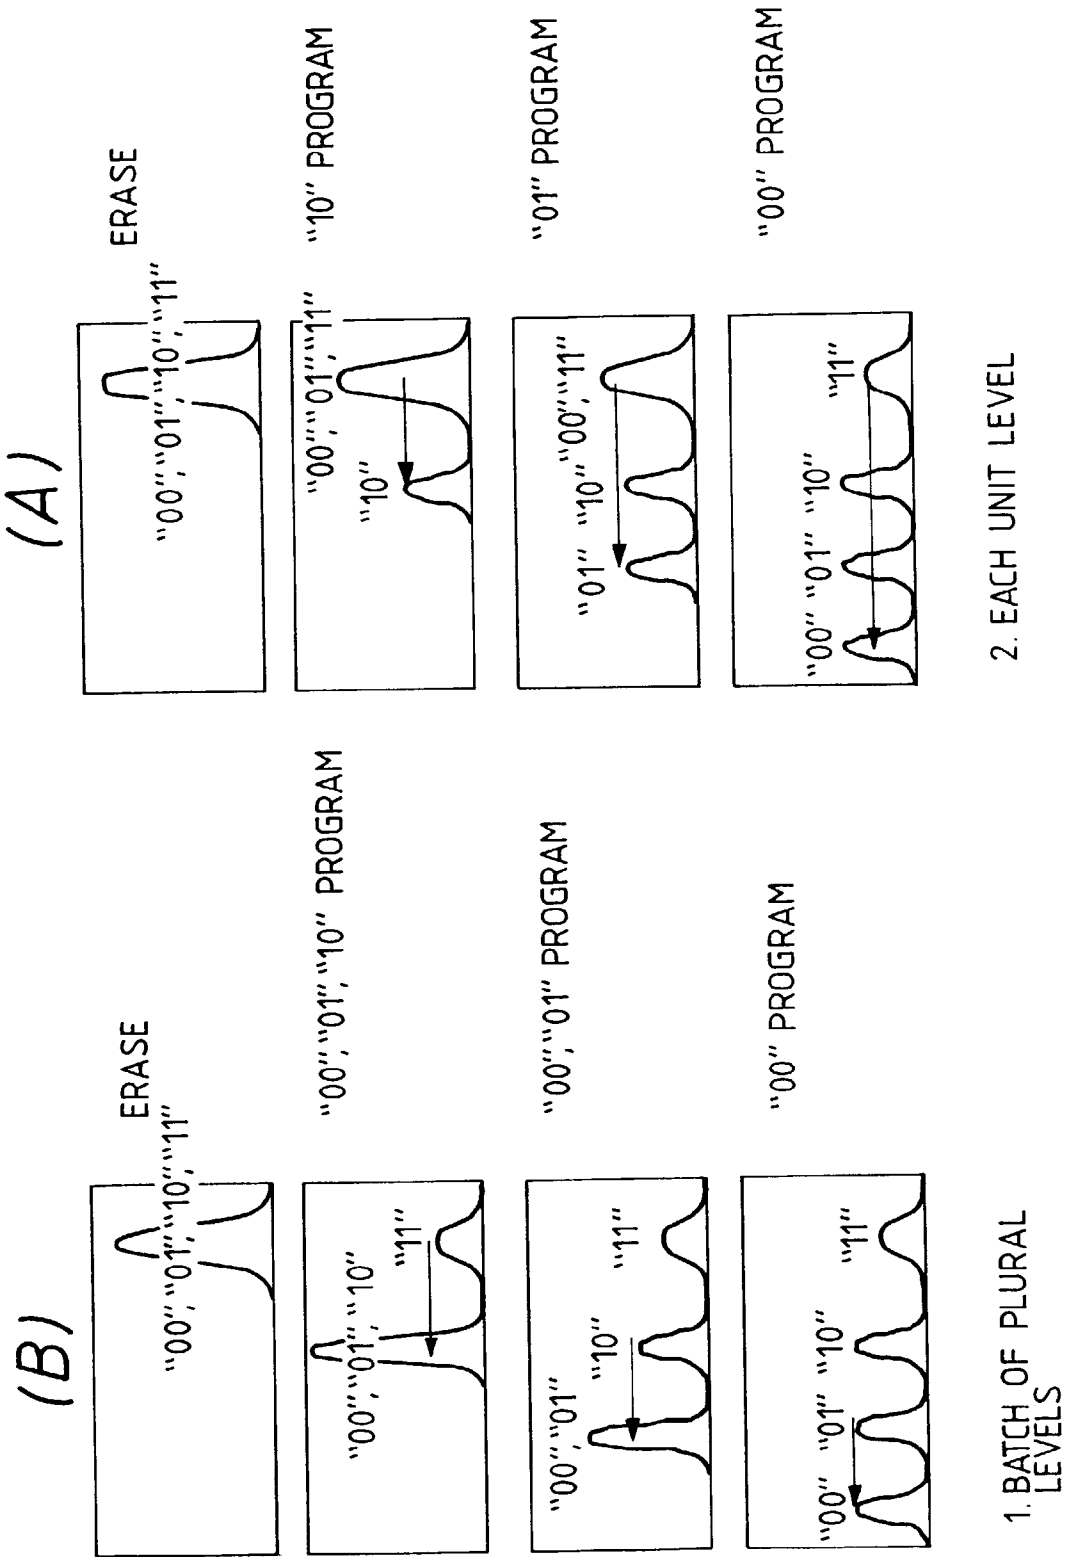 (A)
ERASE
"00","01","10","11"
"10" PROGRAM
"00","01","11"
"10"
"01" PROGRAM
"01" "10" "00","11"
"00" PROGRAM
"00" "01" "10" "11"
2. EACH UNIT LEVEL
(B)
ERASE
"00","01","10","11"
"00","01","10" PROGRAM
"00","01","10"
"11"
"00","01" PROGRAM
"00","01"
"10"
"11"
"00" PROGRAM
"00" "01" "10" "11"
1. BATCH OF PLURAL
LEVELS